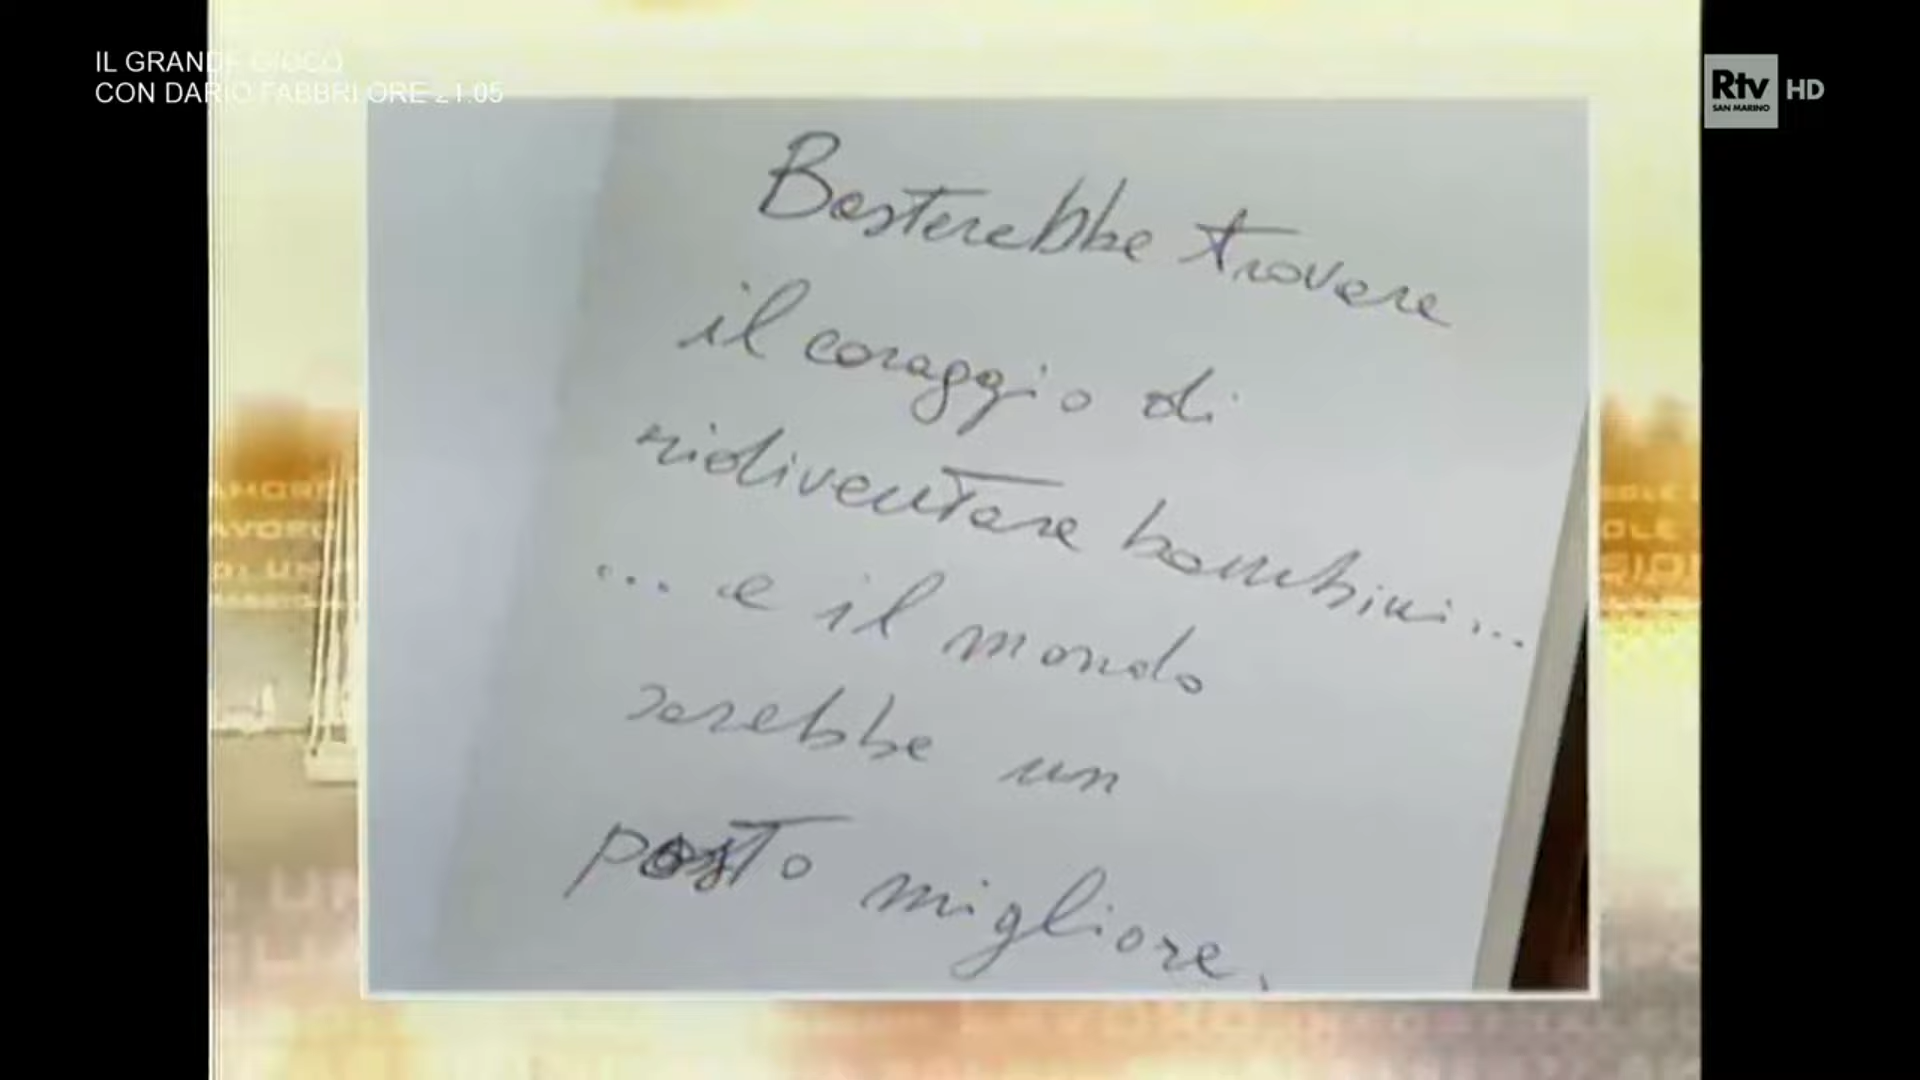 IL GRANDE GIOCO
CON DARIO FABBRI ORE 21.05
Rtv HD
SAN MARINO
Basterebbe trovare
il coraggio di
ridiventare bambini...
... e il mondo
sarebbe un
posto migliore.